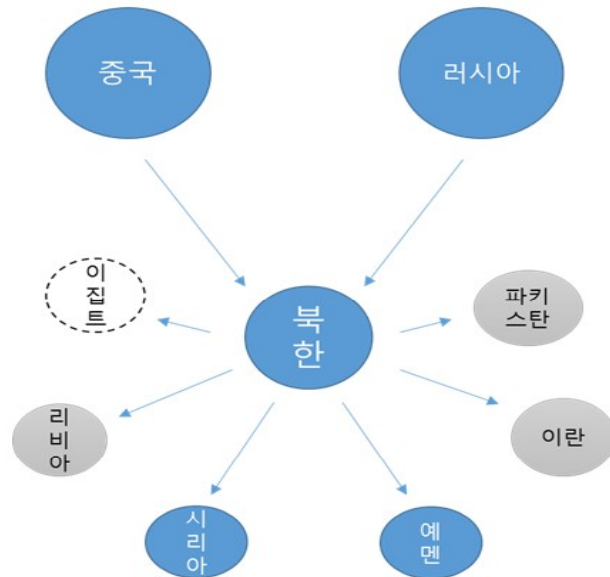 중국
러시아
이
집
트
북
한
파키
스탄
리
비
아
이란
시
리
아
예
멘